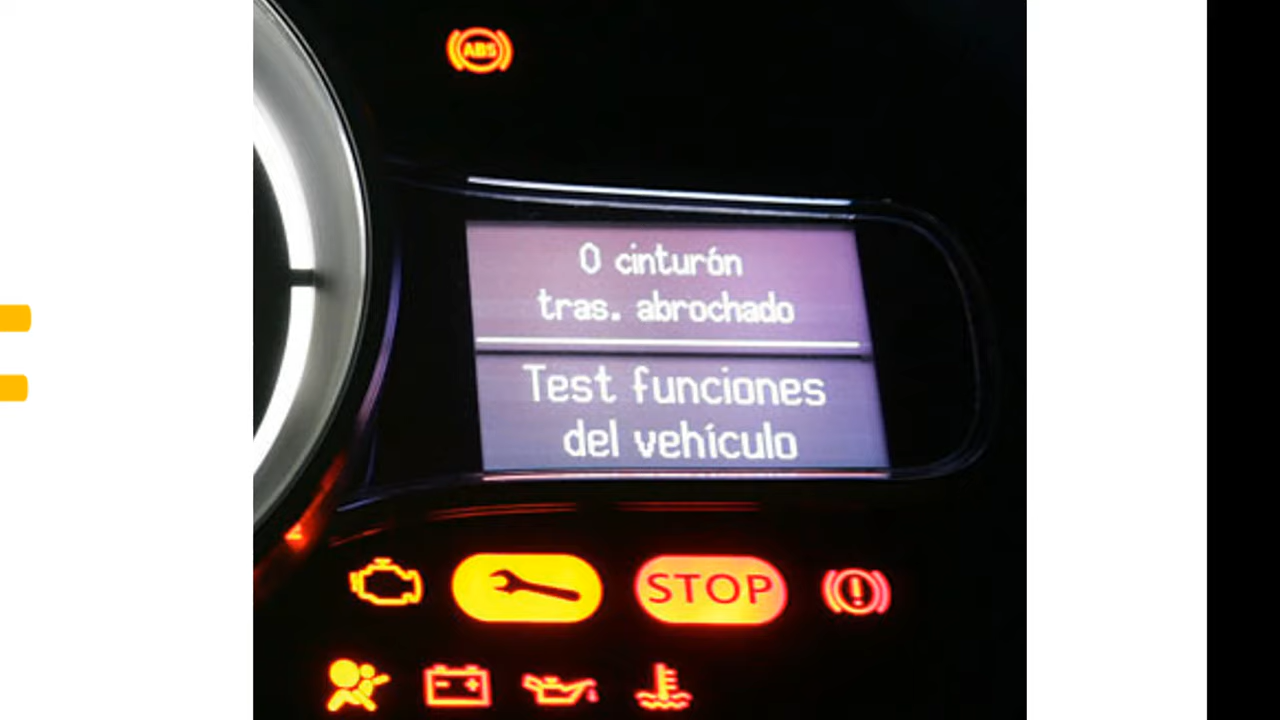 ABS
0 cinturón
tras. abrochado
Test funciones
del vehículo
STOP